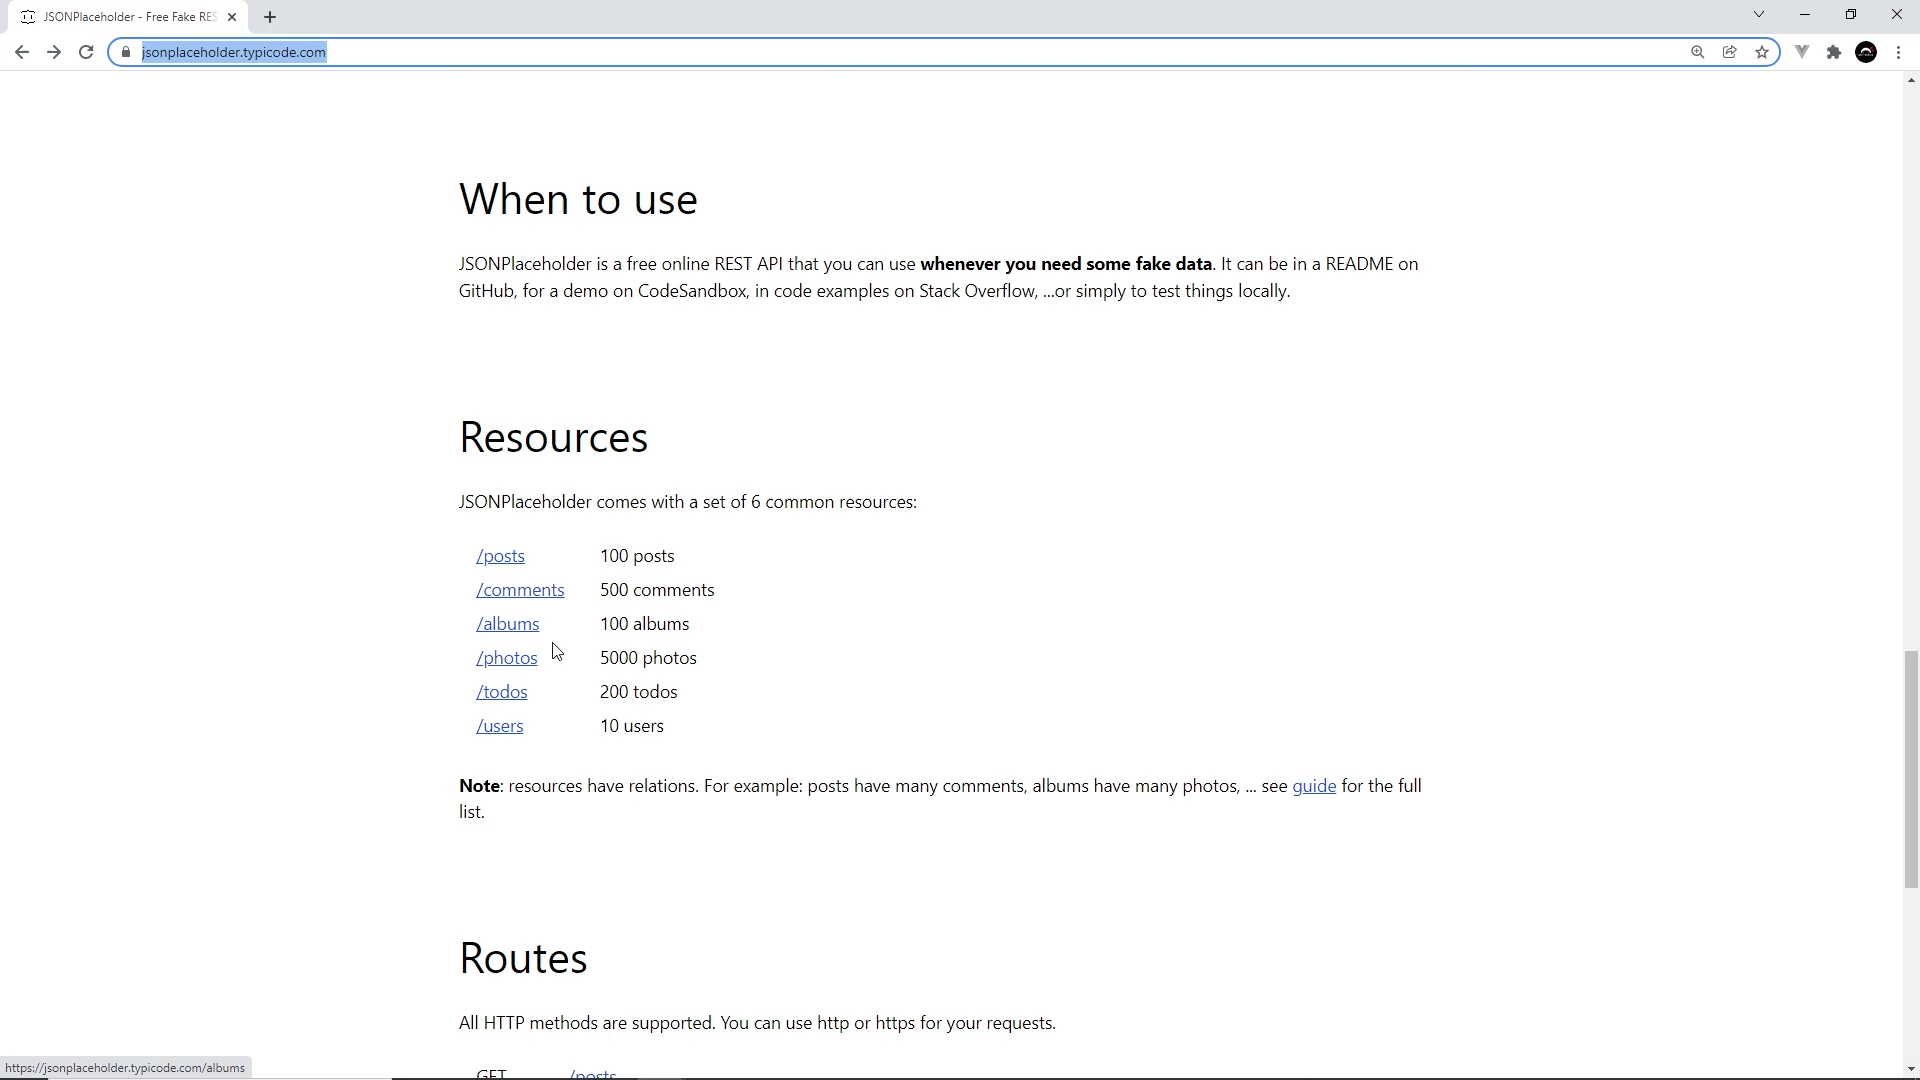 JSONPlaceholder - Free Fake RES
jsonplaceholder.typicode.com
When to use
JSONPlaceholder is a free online REST API that you can use whenever you need some fake data. It can be in a README on
GitHub, for a demo on CodeSandbox, in code examples on Stack Overflow, ...or simply to test things locally.
Resources
JSONPlaceholder comes with a set of 6 common resources:
/posts 100 posts
/comments 500 comments
/albums 100 albums
/photos 5000 photos
/todos 200 todos
/users 10 users
Note: resources have relations. For example: posts have many comments, albums have many photos, ... see guide for the full
list.
Routes
All HTTP methods are supported. You can use http or https for your requests.
GET /posts
https://jsonplaceholder.typicode.com/albums